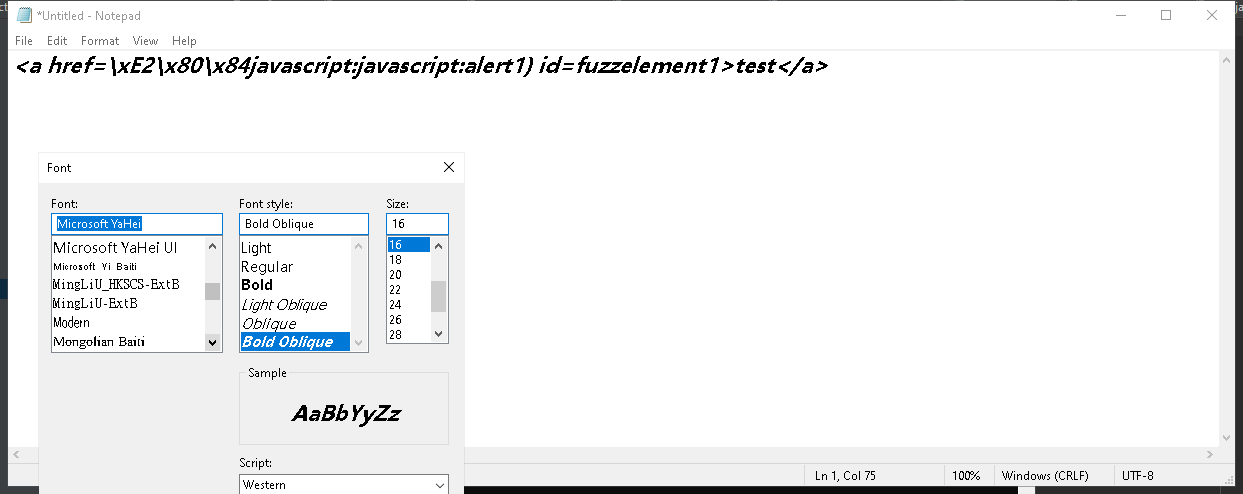 *Untitled - Notepad
File Edit Format View Help
<a href=\xE2\x80\x84javascript:javascript:alert1) id=fuzzelement1>test</a>
Font
Font: Font style: Size:
Microsoft YaHei Bold Oblique 16
Microsoft YaHei UI Light 16
Microsoft Yi Baiti Regular 18
MingLiU_HKSCS-ExtB Bold 20
MingLiU-ExtB Light Oblique 22
Modern Oblique 24
Mongolian Baiti Bold Oblique 26
28
Sample
AaBbYyZz
Script:
Western
Ln 1, Col 75 100% Windows (CRLF) UTF-8